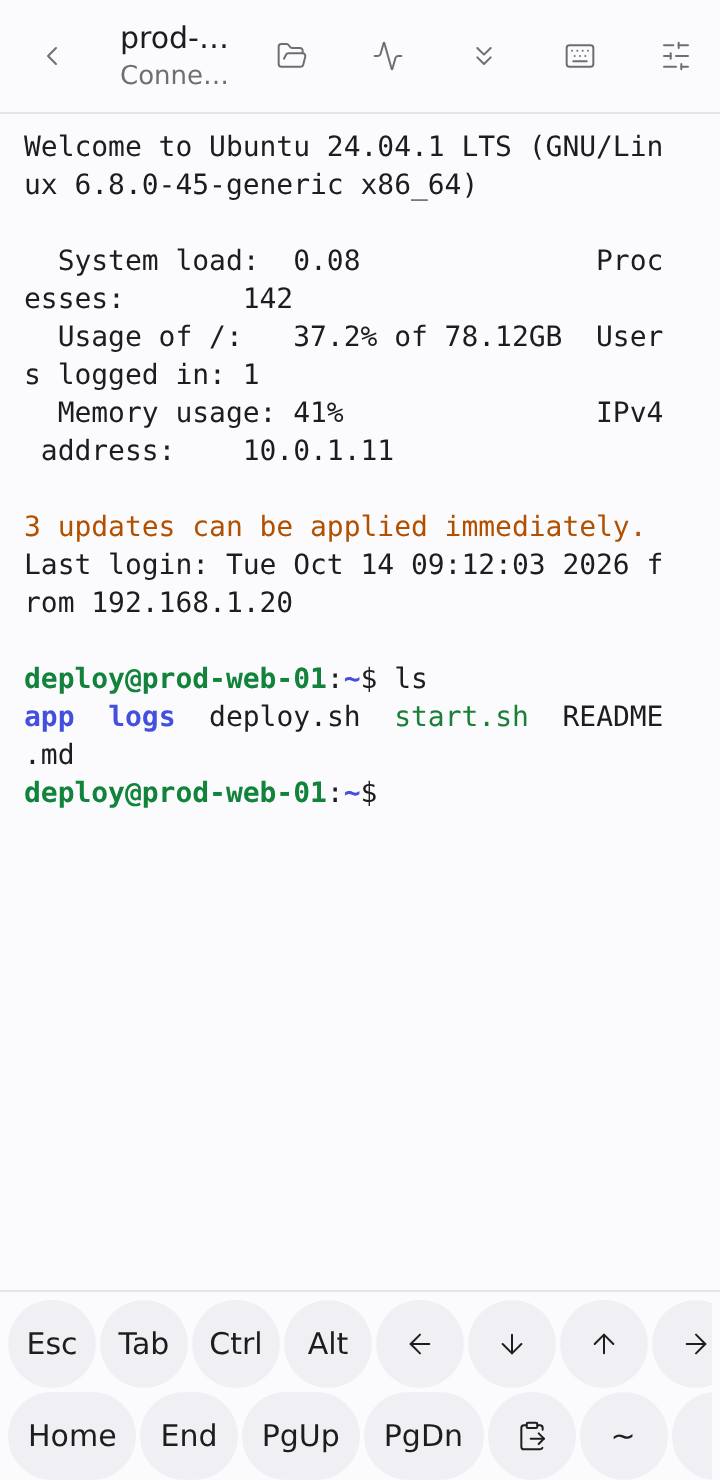 prod-...
Conne...
Welcome to Ubuntu 24.04.1 LTS (GNU/Lin
ux 6.8.0-45-generic x86_64)
  System load:  0.08              Proc
esses:       142
  Usage of /:   37.2% of 78.12GB  User
s logged in: 1
  Memory usage: 41%               IPv4
 address:    10.0.1.11
3 updates can be applied immediately.
Last login: Tue Oct 14 09:12:03 2026 f
rom 192.168.1.20
deploy@prod-web-01:~$ ls
app  logs  deploy.sh  start.sh  README
.md
deploy@prod-web-01:~$
Esc Tab Ctrl Alt ← ↓ ↑ →
Home End PgUp PgDn ~